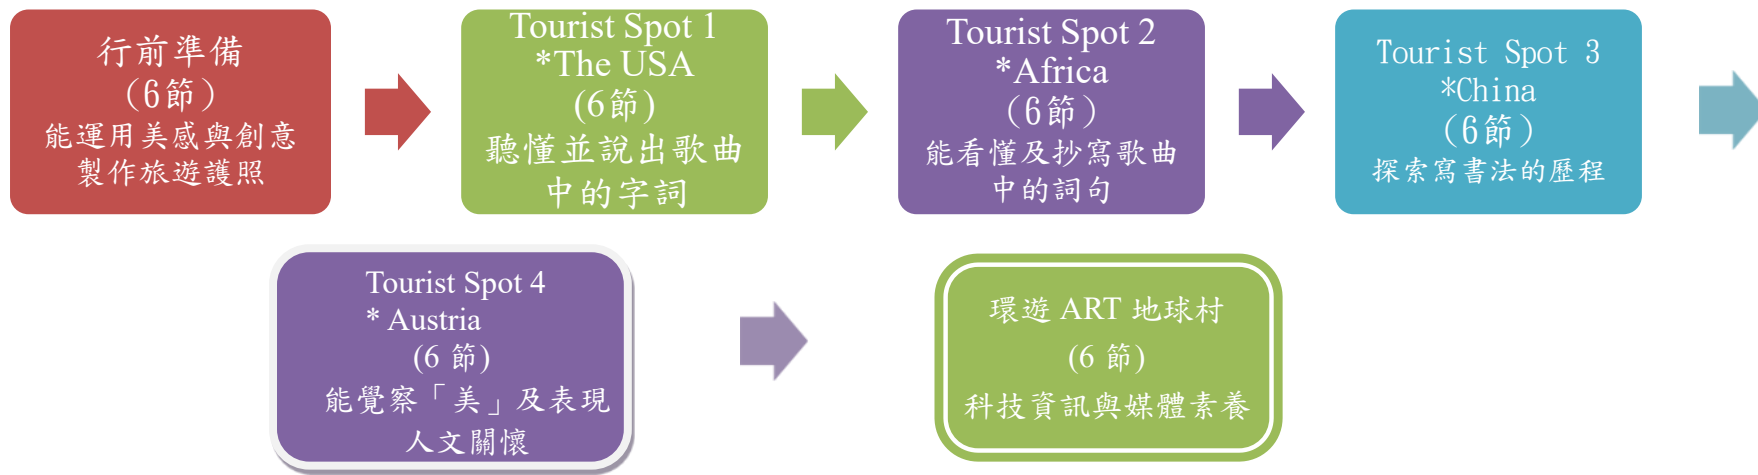 行前準備
（6節）
能運用美感與創意
製作旅遊護照
Tourist Spot 1
*The USA
(6節)
聽懂並說出歌曲
中的字詞
Tourist Spot 2
*Africa
（6節）
能看懂及抄寫歌曲
中的詞句
Tourist Spot 3
*China
（6節）
探索寫書法的歷程
Tourist Spot 4
* Austria
(6 節)
能覺察「美」及表現
人文關懷
環遊 ART 地球村
(6 節)
科技資訊與媒體素養